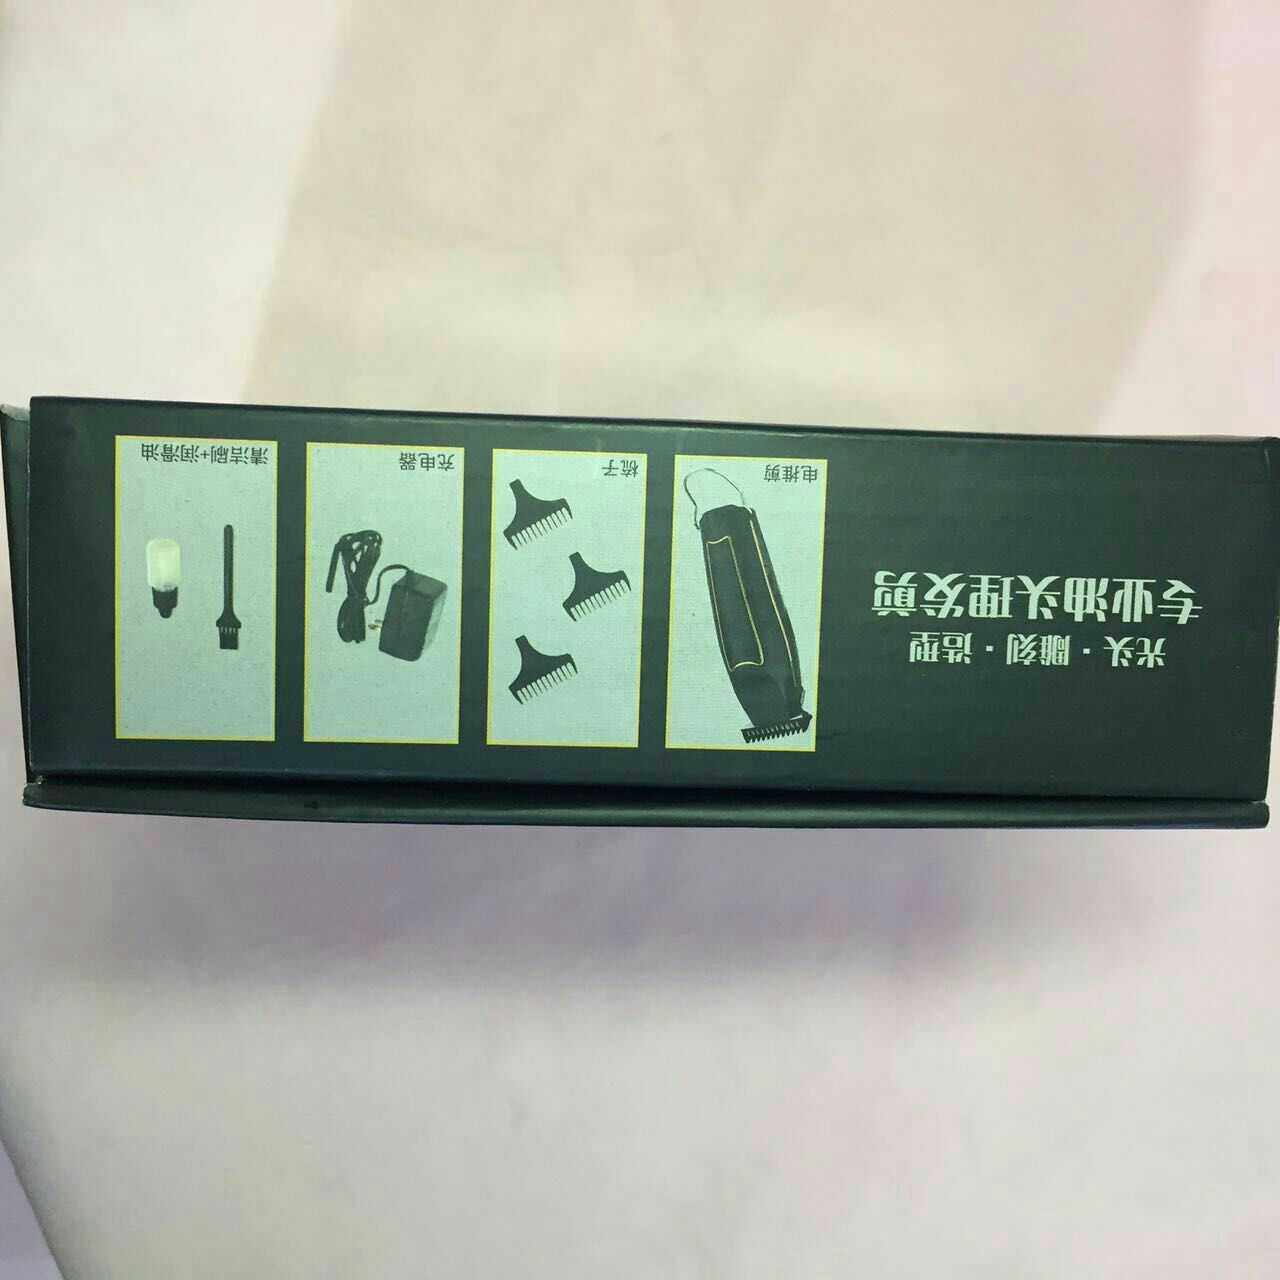 光头·雕刻·造型
专业油头理发剪
电推剪
梳子
充电器
清洁刷+润滑油